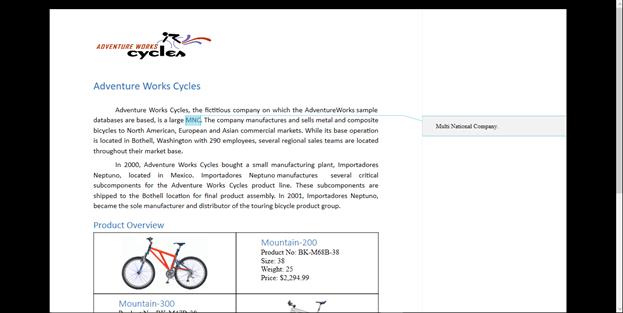 ADVENTURE WORKS
cycles
Adventure Works Cycles
Adventure Works Cycles, the fictitious company on which the AdventureWorks sample
databases are based, is a large MNC. The company manufactures and sells metal and composite
bicycles to North American, European and Asian commercial markets. While its base operation
is located in Bothell, Washington with 290 employees, several regional sales teams are located
throughout their market base.
Multi National Company.
In 2000, Adventure Works Cycles bought a small manufacturing plant, Importadores
Neptuno, located in Mexico. Importadores Neptuno manufactures several critical
subcomponents for the Adventure Works Cycles product line. These subcomponents are
shipped to the Bothell location for final product assembly. In 2001, Importadores Neptuno,
became the sole manufacturer and distributor of the touring bicycle product group.
Product Overview
Mountain-200
Product No: BK-M68B-38
Size: 38
Weight: 25
Price: $2,294.99
Mountain-300